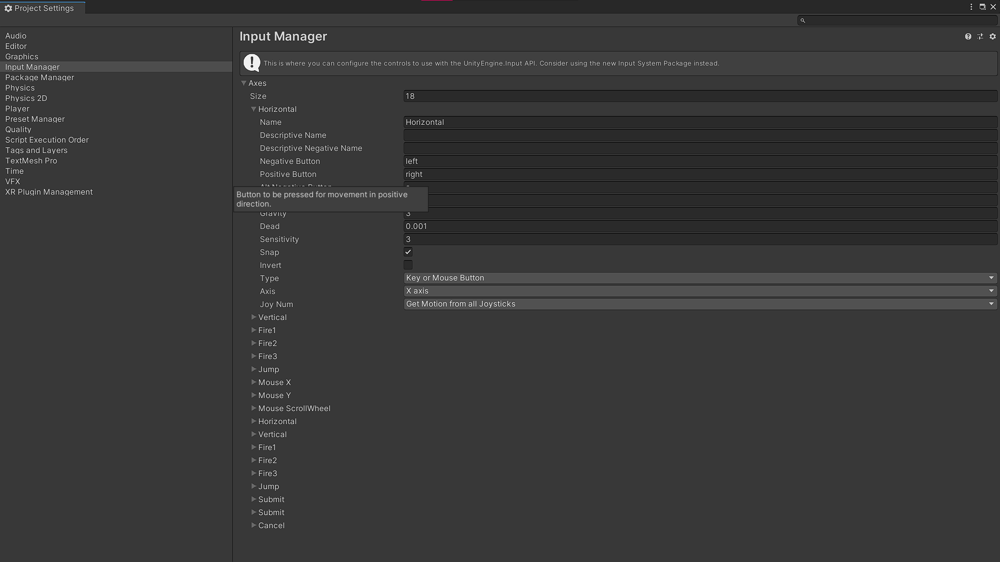 Project Settings
Audio
Editor
Graphics
Input Manager
Package Manager
Physics
Physics 2D
Player
Preset Manager
Quality
Script Execution Order
Tags and Layers
TextMesh Pro
Time
VFX
XR Plugin Management
Input Manager
This is where you can configure the controls to use with the UnityEngine.Input API. Consider using the new Input System Package instead.
Axes
Size 18
Horizontal
Name Horizontal
Descriptive Name
Descriptive Negative Name
Negative Button left
Positive Button right
Alt Negative Button
Button to be pressed for movement in positive
direction.
Gravity 3
Dead 0.001
Sensitivity 3
Snap
Invert
Type Key or Mouse Button
Axis X axis
Joy Num Get Motion from all Joysticks
Vertical
Fire1
Fire2
Fire3
Jump
Mouse X
Mouse Y
Mouse ScrollWheel
Horizontal
Vertical
Fire1
Fire2
Fire3
Jump
Submit
Submit
Cancel